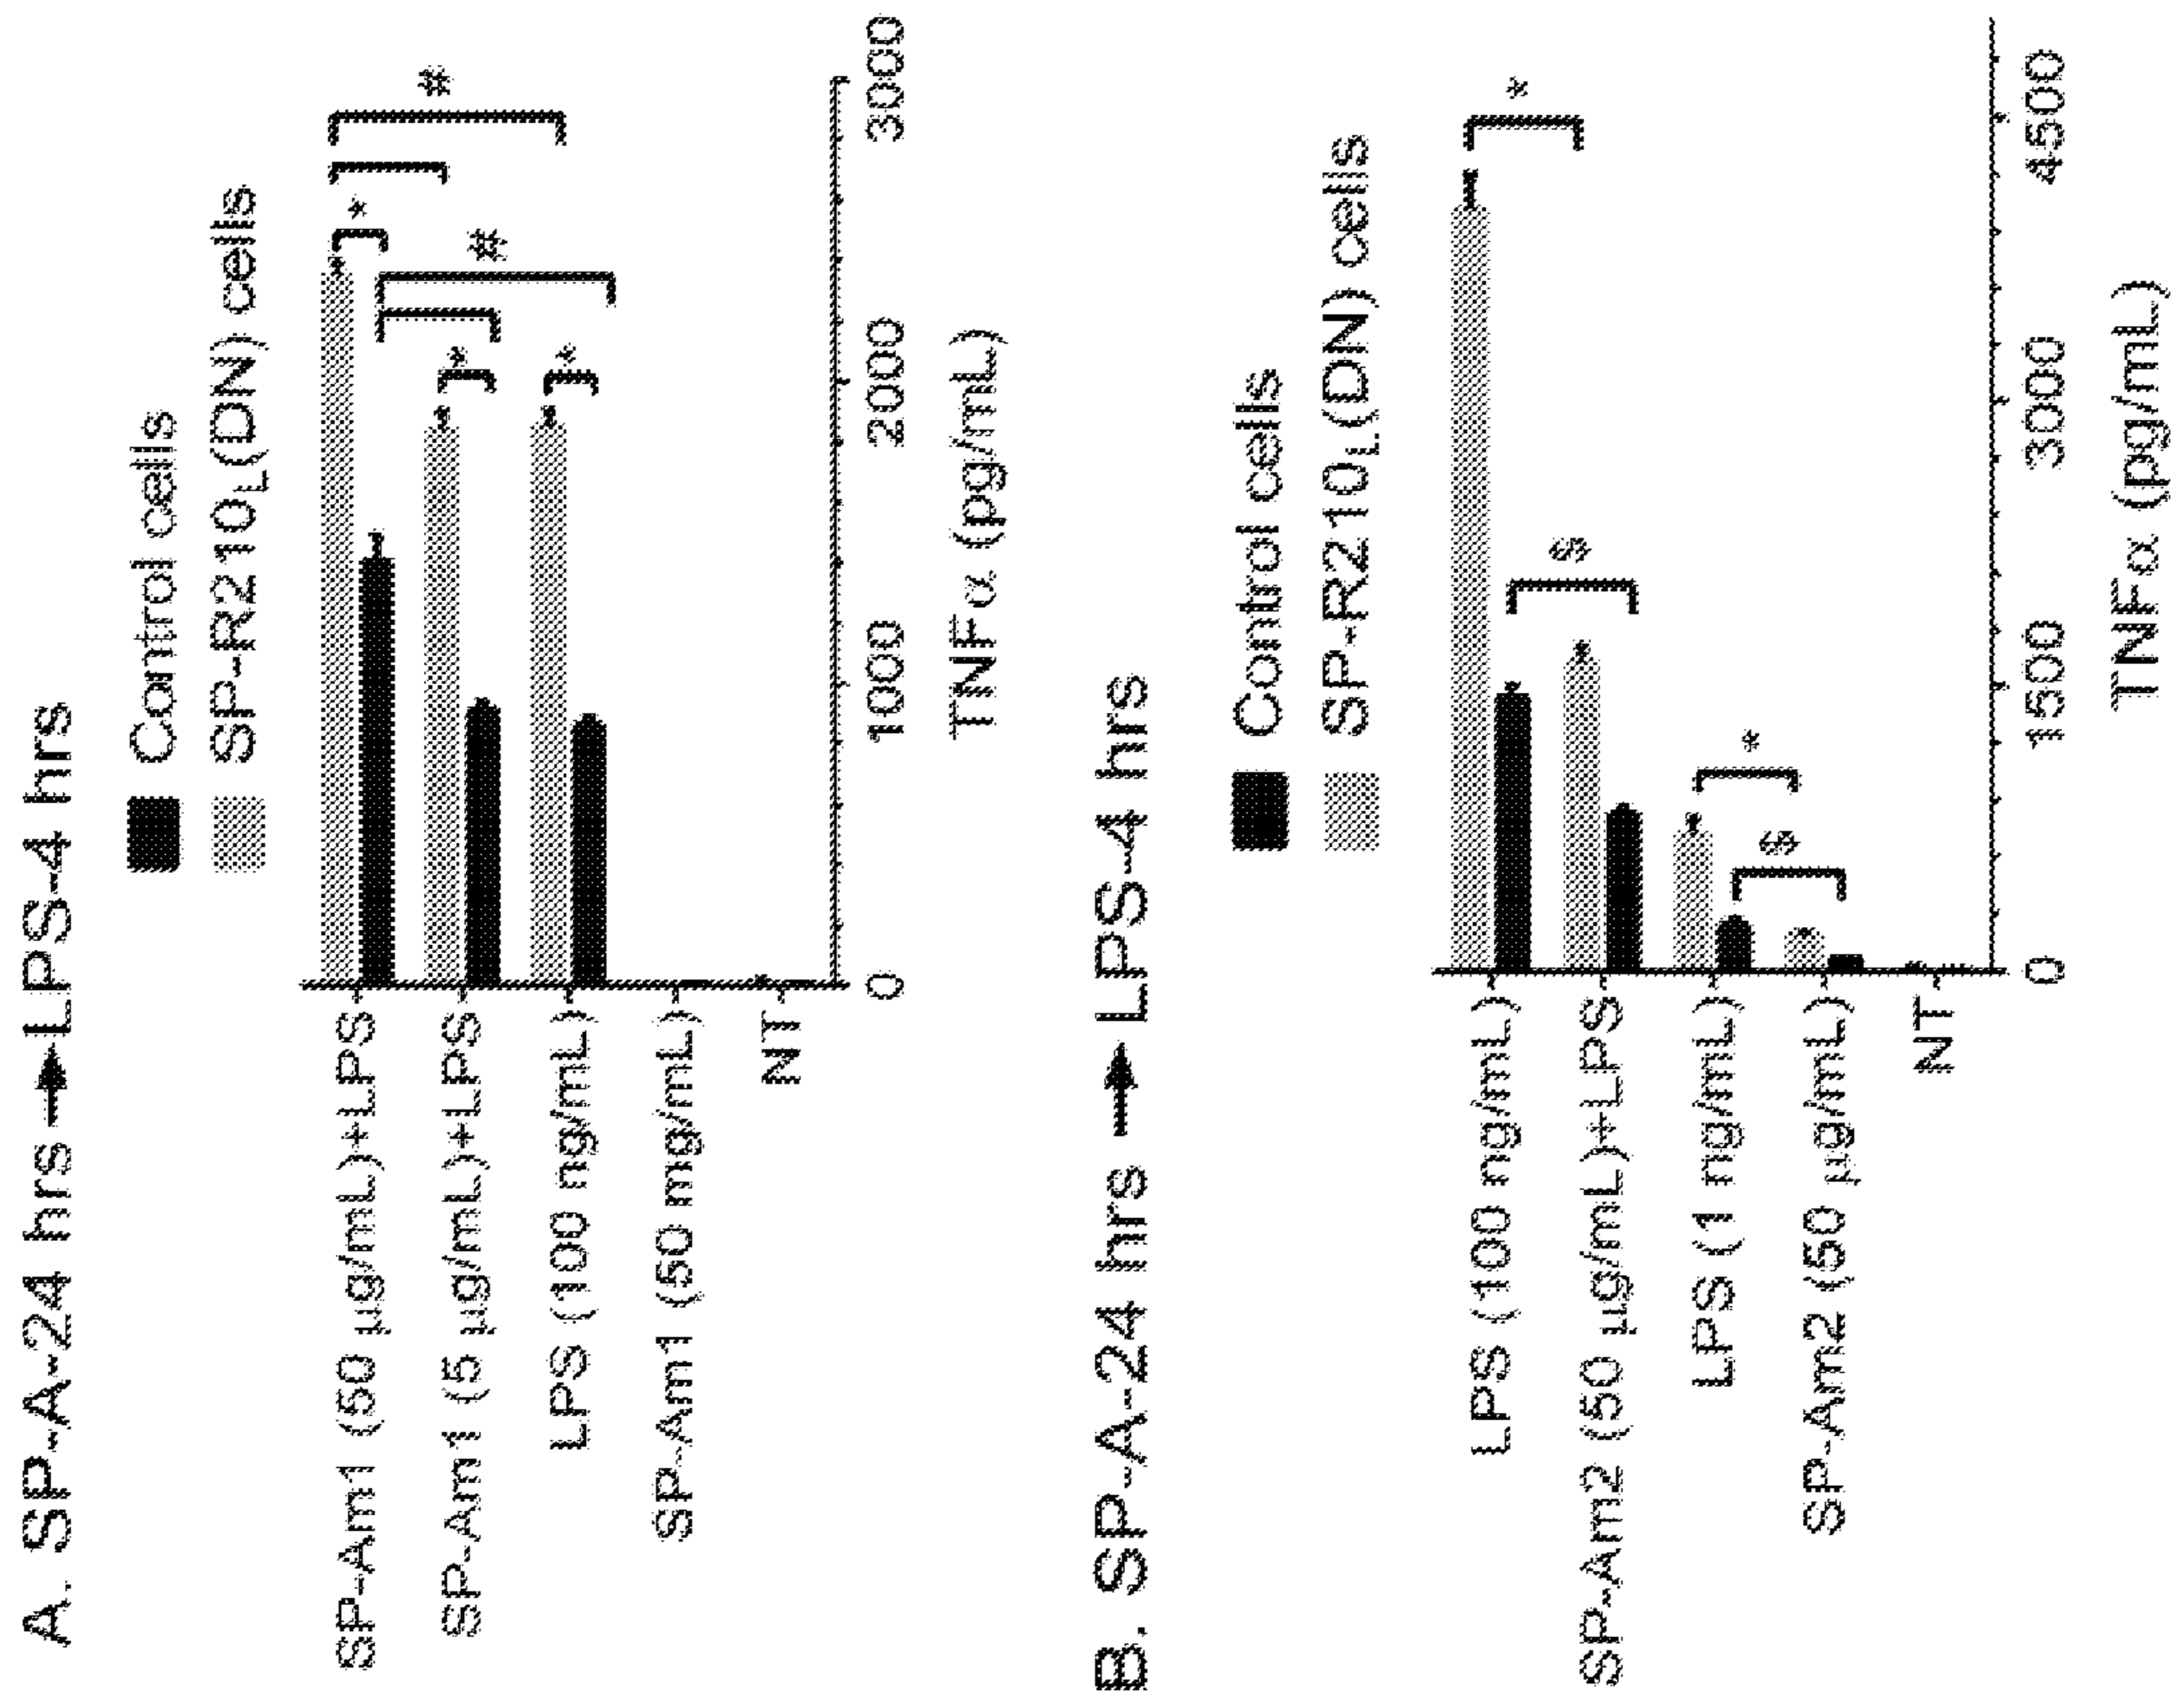 A. SP-A-24 hrs→LPS-4 hrs
Control cells
SP-R210L(DN) cells
SP-Am1 (50 µg/mL)+LPS
SP-Am1 (5 µg/mL)+LPS
LPS (100 ng/mL)
SP-Am1 (50 mg/mL)
NT
* # * # *
0 1000 2000 3000
TNFα (pg/mL)
B. SP-A-24 hrs → LPS-4 hrs
Control cells
SP-R210L(DN) cells
LPS (100 ng/mL)
SP-Am2 (50 µg/mL)+LPS
LPS (1 ng/mL)
SP-Am2 (50 µg/mL)
NT
* $ * $
0 1500 3000 4500
TNFα (pg/mL)